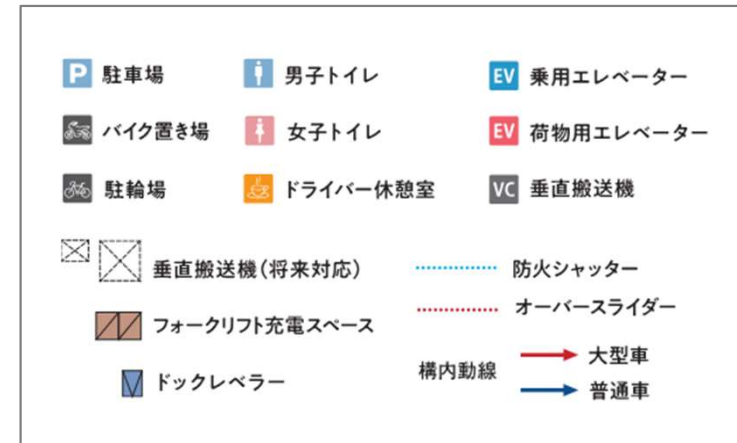 P 駐車場 男子トイレ EV 乗用エレベーター
バイク置き場 女子トイレ EV 荷物用エレベーター
駐輪場 ドライバー休憩室 VC 垂直搬送機
垂直搬送機(将来対応) 防火シャッター
フォークリフト充電スペース オーバースライダー
ドックレベラー 構内動線 大型車
普通車